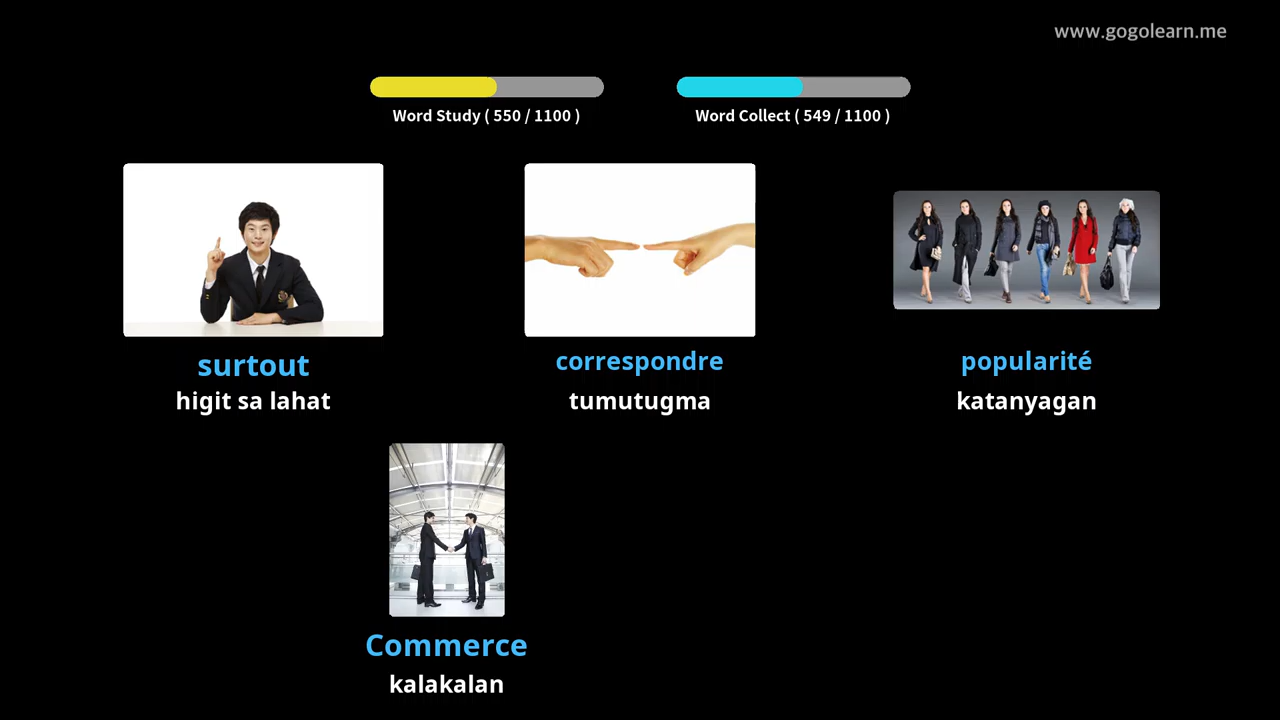 www.gogolearn.me
Word Study ( 550 / 1100 )
Word Collect ( 549 / 1100 )
surtout
higit sa lahat
correspondre
tumutugma
popularité
katanyagan
Commerce
kalakalan